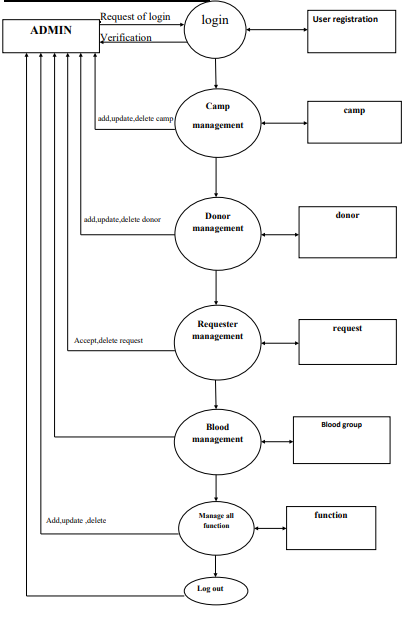 Request of login
login
User registration
ADMIN
Verification
Camp
management
camp
add,update,delete camp
Donor
management
donor
add,update,delete donor
Requester
management
request
Accept,delete request
Blood
management
Blood group
Manage all
function
function
Add,update ,delete
Log out